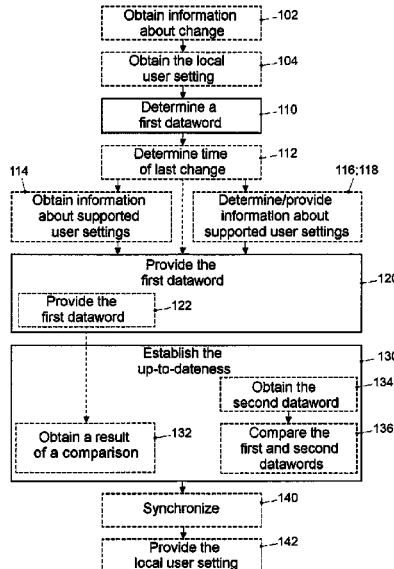 Obtain information
about change
102
Obtain the local
user setting
104
Determine a
first dataword
110
Determine time
of last change
112
114
116;118
Obtain information
about supported
user settings
Determine/provide
information about
supported user settings
Provide the
first dataword
120
Provide the
first dataword
122
Establish the
up-to-dateness
130
Obtain the
second dataword
134
Obtain a result
of a comparison
132
Compare the
first and second
datawords
136
Synchronize
140
Provide the
local user setting
142